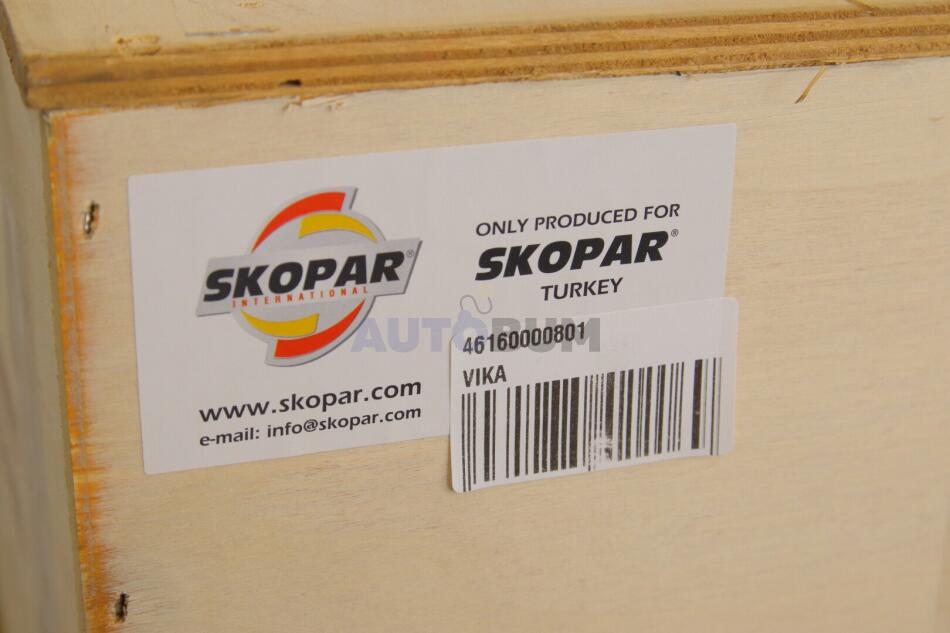 SKOPAR®
INTERNATIONAL
www.skopar.com
e-mail: info@skopar.com
ONLY PRODUCED FOR
SKOPAR®
TURKEY
AUTOBUM
46160000801
VIKA